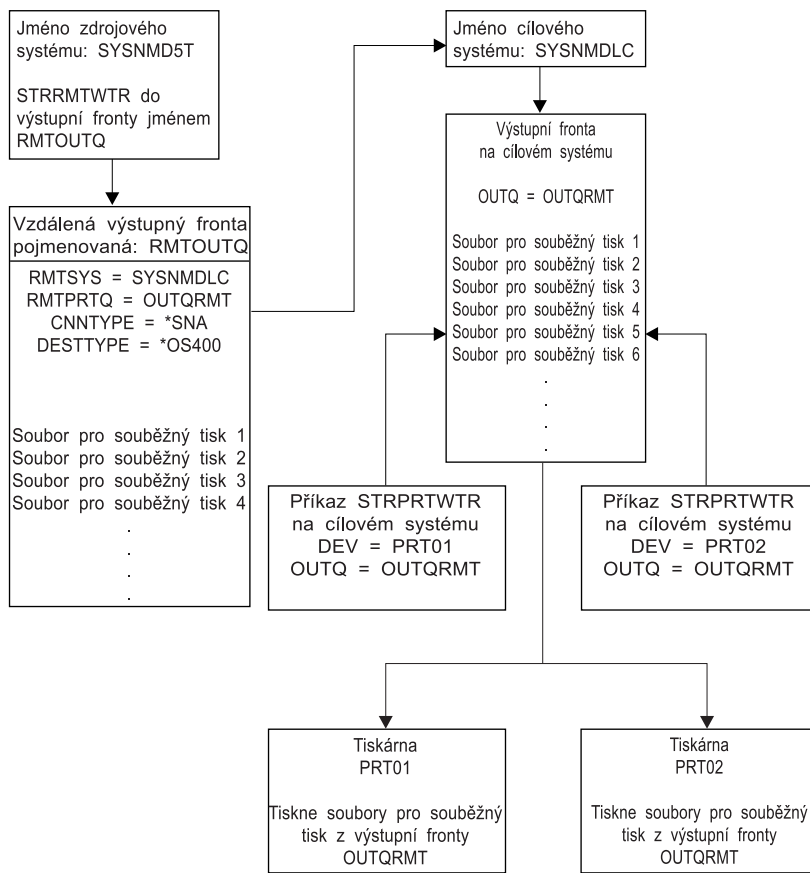 Jméno zdrojového
systému: SYSNMD5T
STRRMTWTR do
výstupní fronty jménem
RMTOUTQ
Vzdálená výstupný fronta
pojmenovaná: RMTOUTQ
RMTSYS = SYSNMDLC
RMTPRTQ = OUTQRMT
CNNTYPE = *SNA
DESTTYPE = *OS400
Soubor pro souběžný tisk 1
Soubor pro souběžný tisk 2
Soubor pro souběžný tisk 3
Soubor pro souběžný tisk 4
.
.
.
.
Jméno cílového
systému: SYSNMDLC
Výstupní fronta
na cílovém systému
OUTQ = OUTQRMT
Soubor pro souběžný tisk 1
Soubor pro souběžný tisk 2
Soubor pro souběžný tisk 3
Soubor pro souběžný tisk 4
Soubor pro souběžný tisk 5
Soubor pro souběžný tisk 6
.
.
.
.
Příkaz STRPRTWTR
na cílovém systému
DEV = PRT01
OUTQ = OUTQRMT
Příkaz STRPRTWTR
na cílovém systému
DEV = PRT02
OUTQ = OUTQRMT
Tiskárna
PRT01
Tiskne soubory pro souběžný
tisk z výstupní fronty
OUTQRMT
Tiskárna
PRT02
Tiskne soubory pro souběžný
tisk z výstupní fronty
OUTQRMT